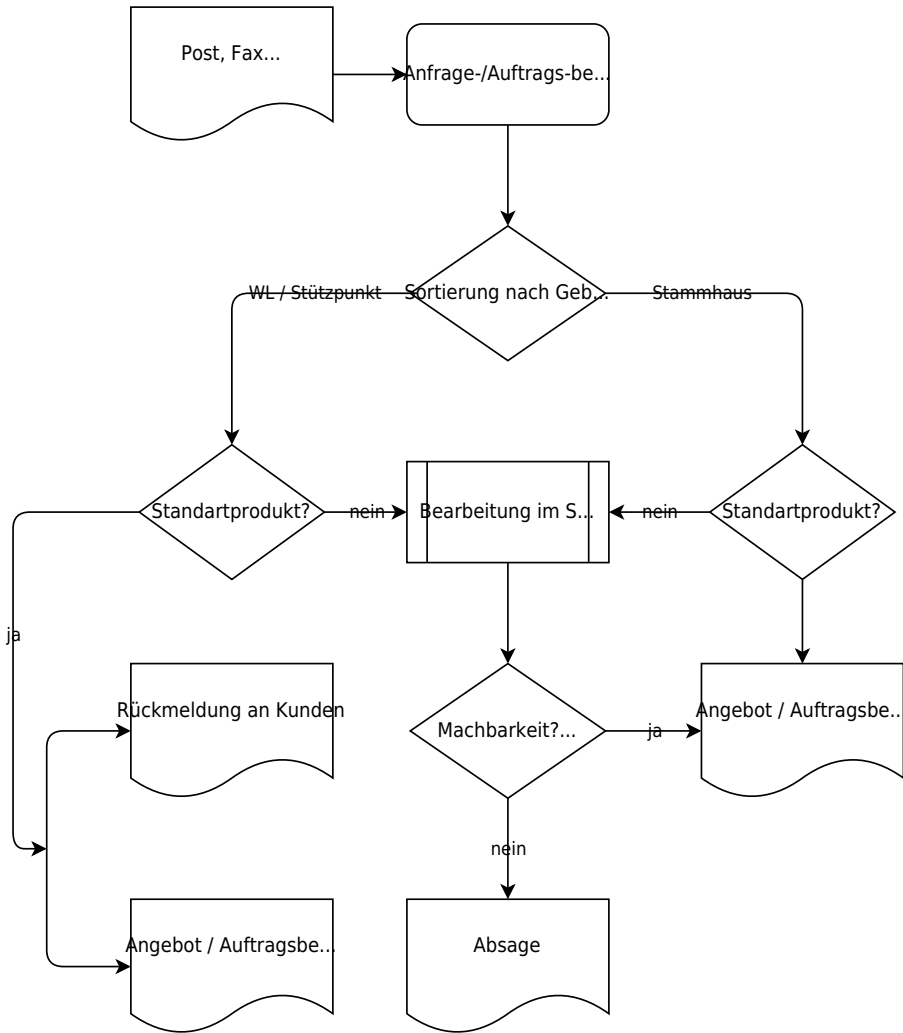 Post, Fax...
Anfrage-/Auftrags-be...
WL / Stützpunkt
Sortierung nach Geb...
Stammhaus
Standartprodukt?
nein
Bearbeitung im S...
nein
Standartprodukt?
ja
Rückmeldung an Kunden
Machbarkeit?...
ja
Angebot / Auftragsbe...
nein
Angebot / Auftragsbe...
Absage